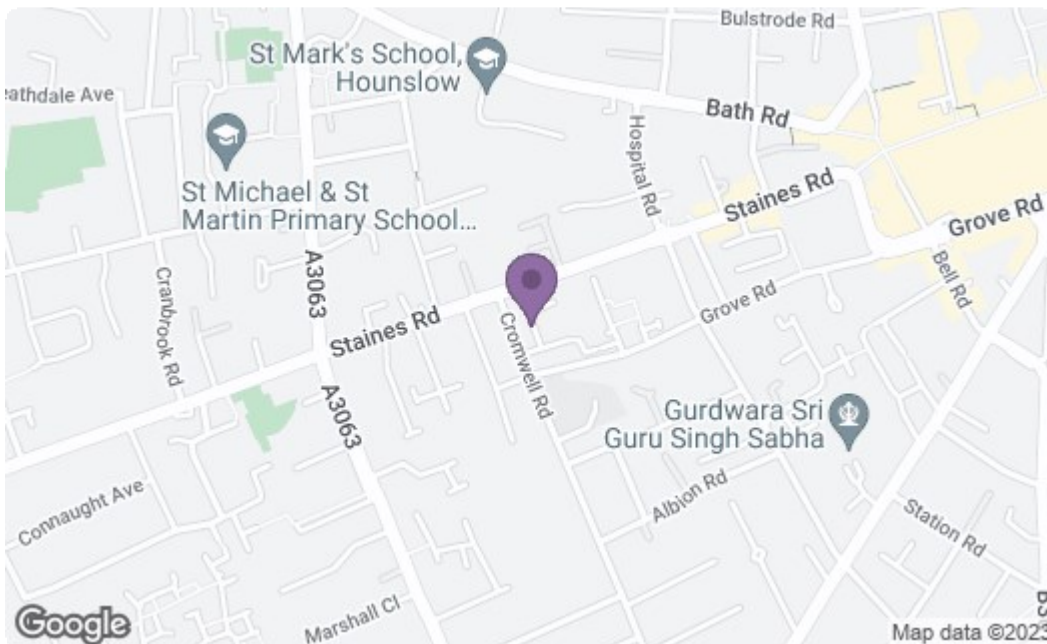 Bulstrode Rd
St Mark's School,
Hounslow
eathdale Ave
Bath Rd
Hospital Rd
St Michael & St
Martin Primary School...
Staines Rd
Grove Rd
Bell Rd
A3063
Cranbrook Rd
Staines Rd
Grove Rd
Cromwell Rd
A3063
Gurdwara Sri
Guru Singh Sabha
Albion Rd
Connaught Ave
Station Rd
Marshall Cl
B3
Google
Map data ©2023